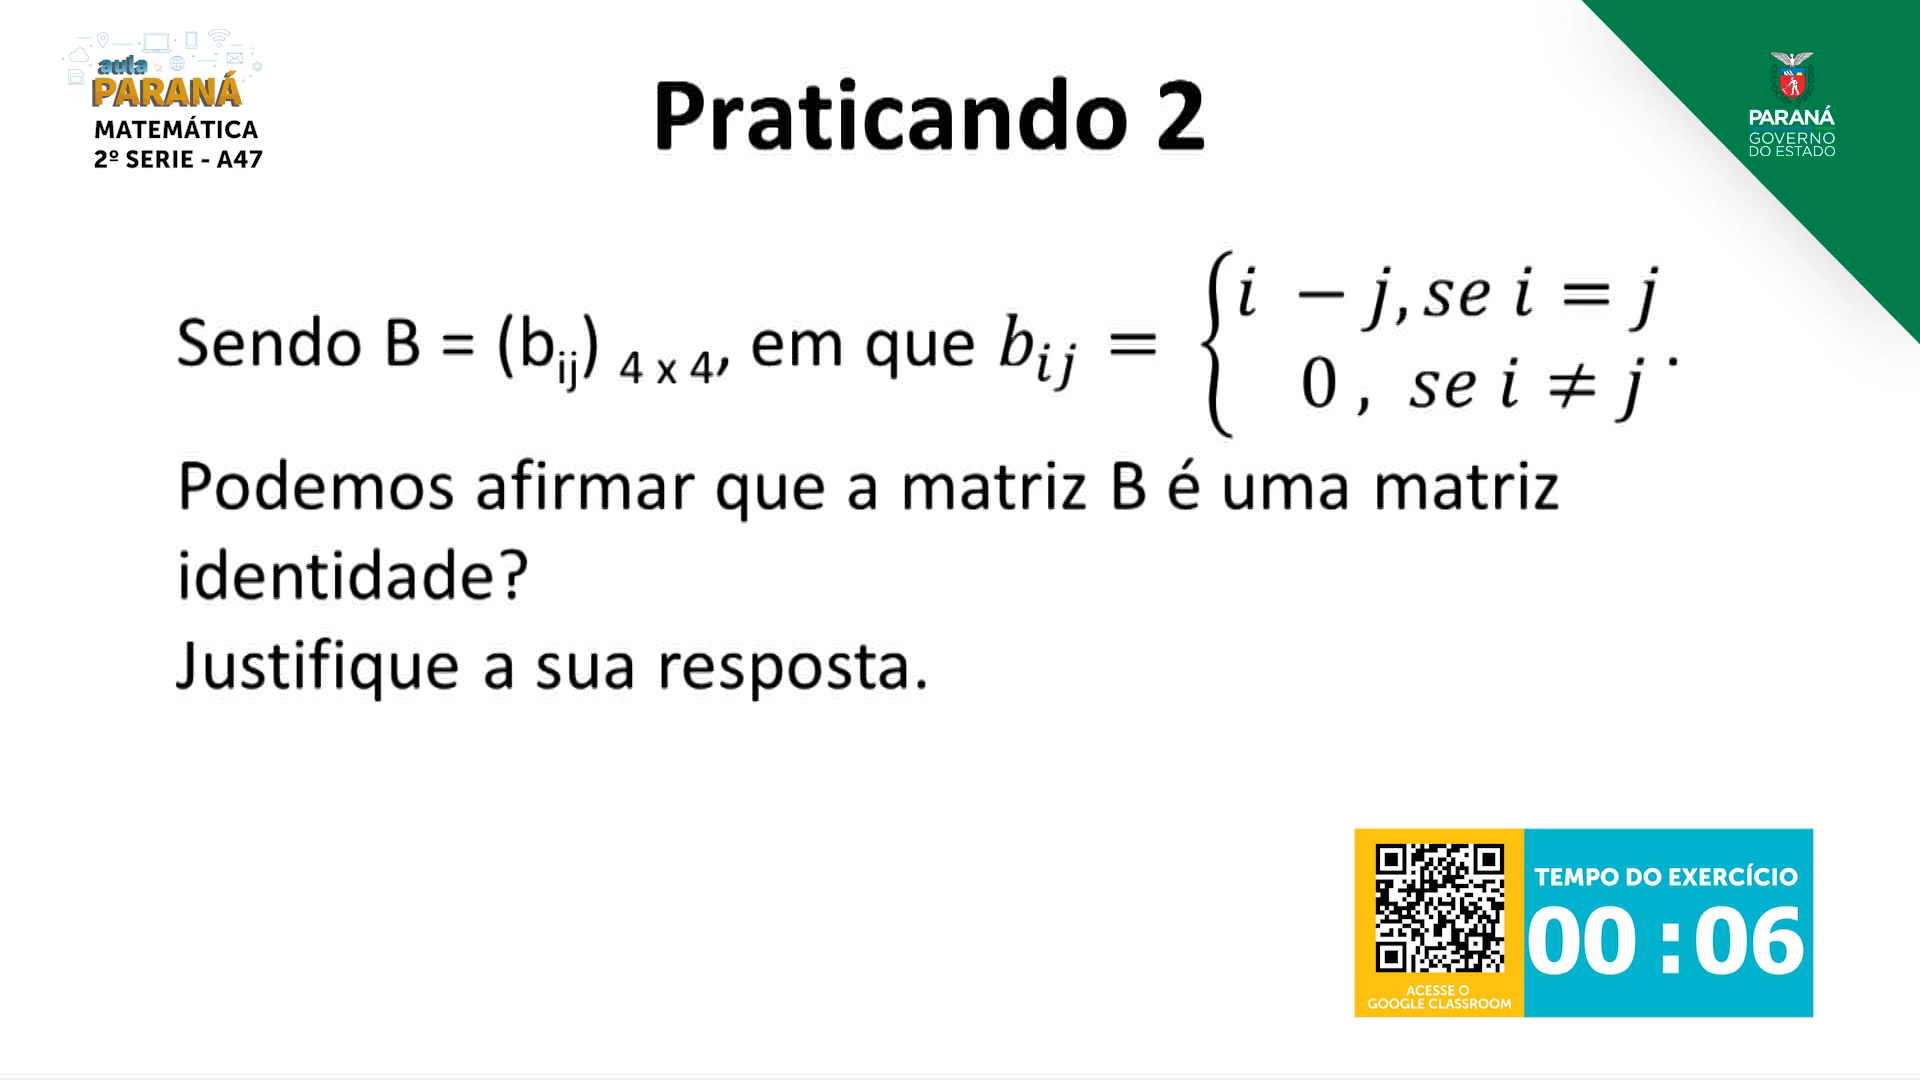 aula
PARANÁ
MATEMÁTICA
2º SERIE - A47
Praticando 2
PARANÁ
GOVERNO
DO ESTADO
Sendo B = (bij) 4 x 4, em que bij = { i − j, se i = j
0 , se i ≠ j .
Podemos afirmar que a matriz B é uma matriz
identidade?
Justifique a sua resposta.
TEMPO DO EXERCÍCIO
00:06
ACESSE O
GOOGLE CLASSROOM